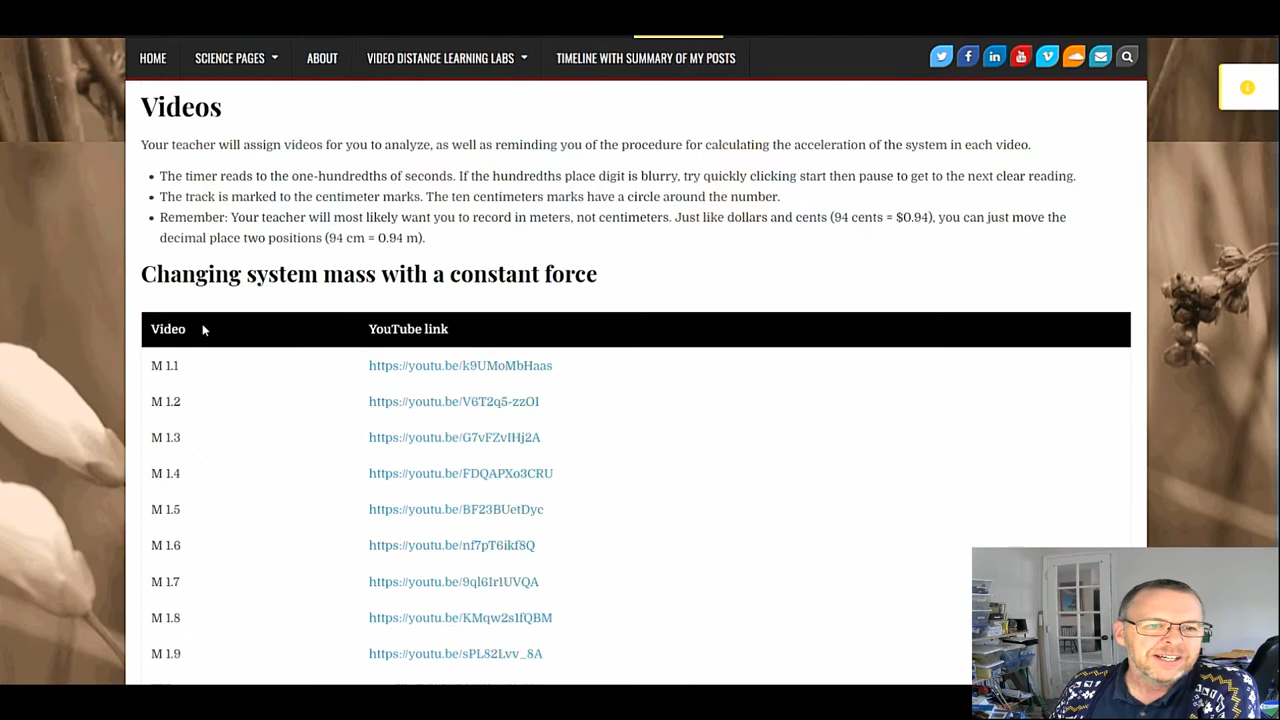 HOME SCIENCE PAGES ABOUT VIDEO DISTANCE LEARNING LABS TIMELINE WITH SUMMARY OF MY POSTS
Videos
Your teacher will assign videos for you to analyze, as well as reminding you of the procedure for calculating the acceleration of the system in each video.
• The timer reads to the one-hundredths of seconds. If the hundredths place digit is blurry, try quickly clicking start then pause to get to the next clear reading.
• The track is marked to the centimeter marks. The ten centimeters marks have a circle around the number.
• Remember: Your teacher will most likely want you to record in meters, not centimeters. Just like dollars and cents (94 cents = $0.94), you can just move the
decimal place two positions (94 cm = 0.94 m).
Changing system mass with a constant force
Video YouTube link
M 1.1 https://youtu.be/k9UMoMbHaas
M 1.2 https://youtu.be/V6T2q5-zzOI
M 1.3 https://youtu.be/G7vFZvIHj2A
M 1.4 https://youtu.be/FDQAPXo3CRU
M 1.5 https://youtu.be/BF23BUetDyc
M 1.6 https://youtu.be/nf7pT6ikf8Q
M 1.7 https://youtu.be/9ql61r1UVQA
M 1.8 https://youtu.be/KMqw2s1fQBM
M 1.9 https://youtu.be/sPL82Lvv_8A